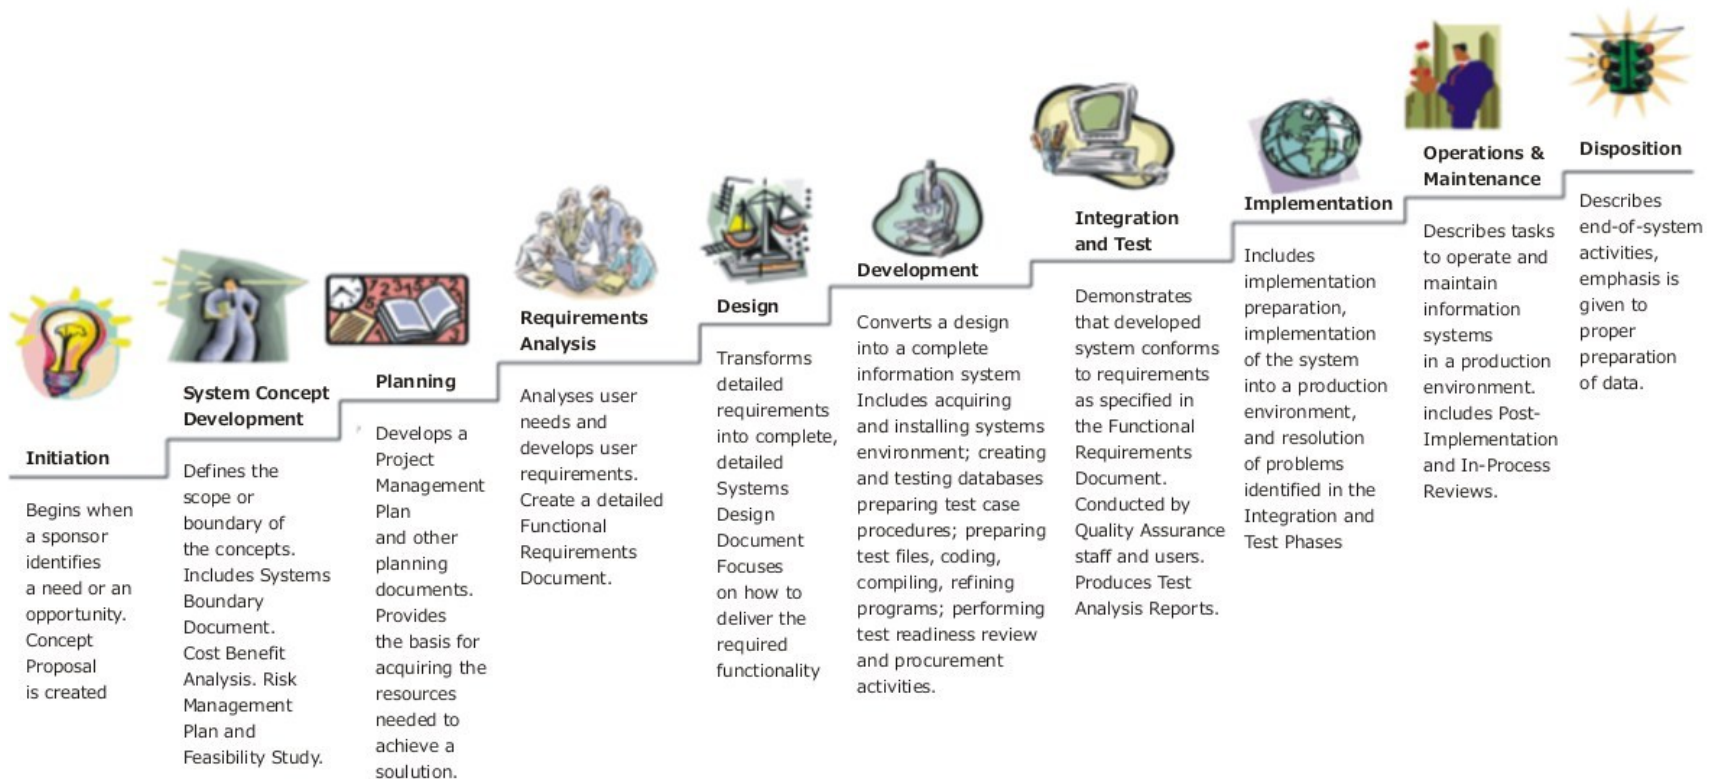 Initiation
Begins when
a sponsor
identifies
a need or an
opportunity.
Concept
Proposal
is created
System Concept
Development
Defines the
scope or
boundary of
the concepts.
Includes Systems
Boundary
Document.
Cost Benefit
Analysis. Risk
Management
Plan and
Feasibility Study.
Planning
Develops a
Project
Management
Plan
and other
planning
documents.
Provides
the basis for
acquiring the
resources
needed to
achieve a
soulution.
Requirements
Analysis
Analyses user
needs and
develops user
requirements.
Create a detailed
Functional
Requirements
Document.
Design
Transforms
detailed
requirements
into complete,
detailed
Systems
Design
Document
Focuses
on how to
deliver the
required
functionality
Development
Converts a design
into a complete
information system
Includes acquiring
and installing systems
environment; creating
and testing databases
preparing test case
procedures; preparing
test files, coding,
compiling, refining
programs; performing
test readiness review
and procurement
activities.
Integration
and Test
Demonstrates
that developed
system conforms
to requirements
as specified in
the Functional
Requirements
Document.
Conducted by
Quality Assurance
staff and users.
Produces Test
Analysis Reports.
Implementation
Includes
implementation
preparation,
implementation
of the system
into a production
environment,
and resolution
of problems
identified in the
Integration and
Test Phases
Operations &
Maintenance
Describes tasks
to operate and
maintain
information
systems
in a production
environment.
includes Post-
Implementation
and In-Process
Reviews.
Disposition
Describes
end-of-system
activities,
emphasis is
given to
proper
preparation
of data.